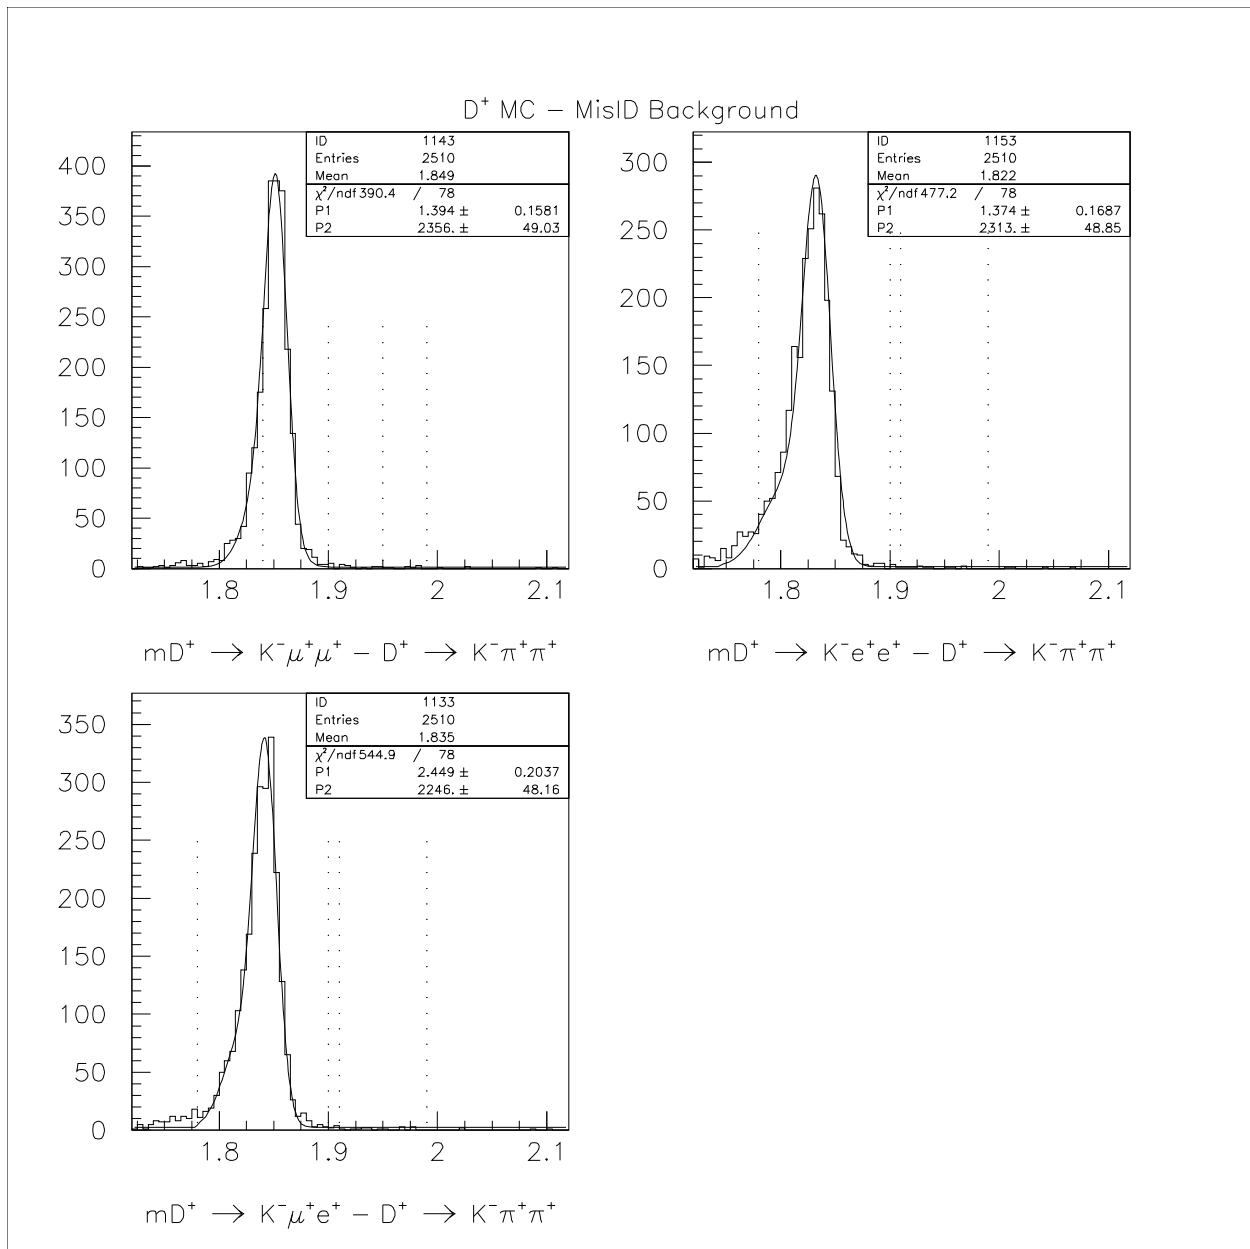 D⁺ MC – MisID Background
ID 1143
Entries 2510
Mean 1.849
χ²/ndf 390.4 / 78
P1 1.394 ± 0.1581
P2 2356. ± 49.03
400
350
300
250
200
150
100
50
0
1.8 1.9 2 2.1
mD⁺ → K⁻μ⁺μ⁺ – D⁺ → K⁻π⁺π⁺
ID 1153
Entries 2510
Mean 1.822
χ²/ndf 477.2 / 78
P1 1.374 ± 0.1687
P2 2313. ± 48.85
300
250
200
150
100
50
0
1.8 1.9 2 2.1
mD⁺ → K⁻e⁺e⁺ – D⁺ → K⁻π⁺π⁺
ID 1133
Entries 2510
Mean 1.835
χ²/ndf 544.9 / 78
P1 2.449 ± 0.2037
P2 2246. ± 48.16
350
300
250
200
150
100
50
0
1.8 1.9 2 2.1
mD⁺ → K⁻μ⁺e⁺ – D⁺ → K⁻π⁺π⁺